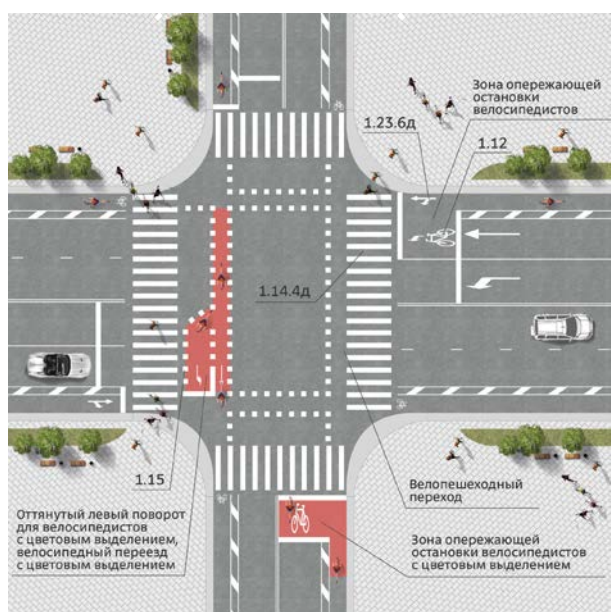 Зона опережающей
остановки
велосипедистов
1.23.6д
1.12
1.14.4д
1.15
Велопешеходный
переход
Оттянутый левый поворот
для велосипедистов
с цветовым выделением,
велосипедный переезд
с цветовым выделением
Зона опережающей
остановки велосипедистов
с цветовым выделением